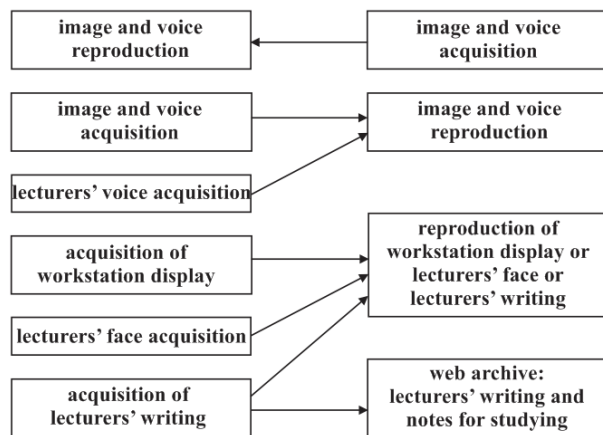 image and voice
reproduction
image and voice
acquisition
image and voice
acquisition
image and voice
reproduction
lecturers’ voice acquisition
acquisition of
workstation display
reproduction of
workstation display or
lecturers’ face or
lecturers’ writing
lecturers’ face acquisition
acquisition of
lecturers’ writing
web archive:
lecturers’ writing and
notes for studying